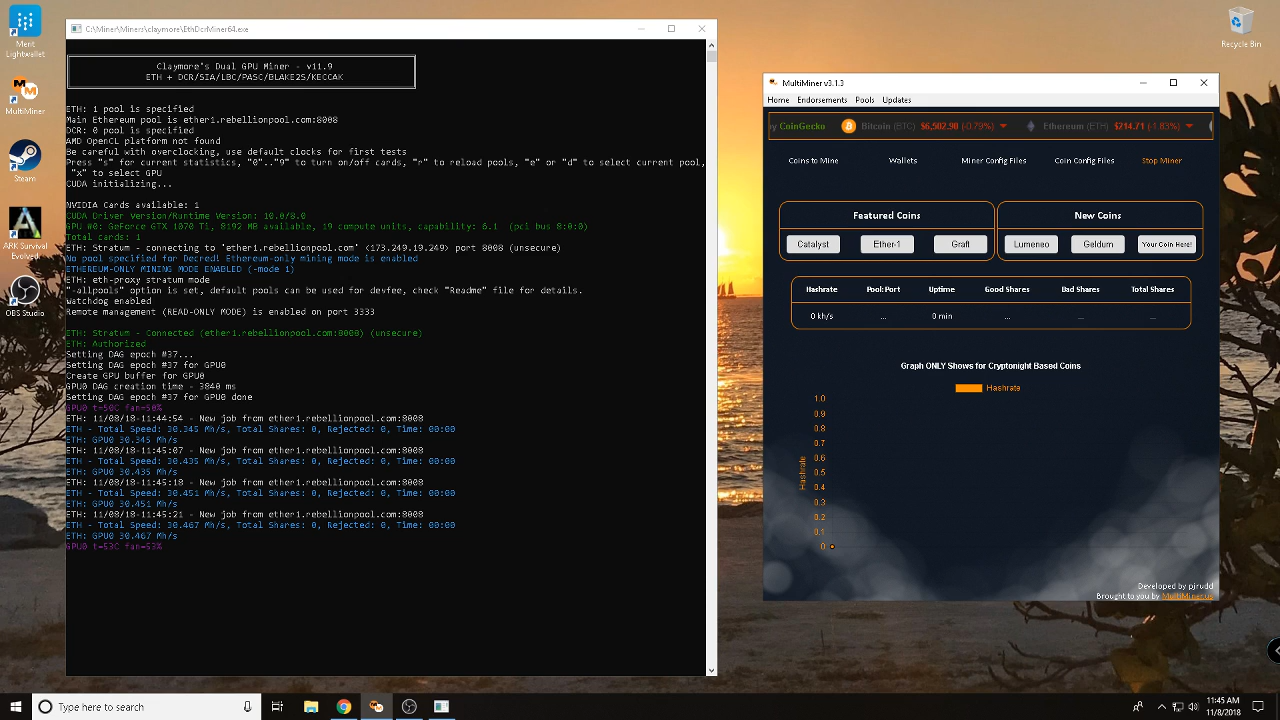 Merit
Lightwallet
MultiMiner
Steam
ARK Survival
Evolved
OBS Studio
Recycle Bin
C:\Miner\Miners\claymore\EthDcrMiner64.exe
Claymore's Dual GPU Miner - v11.9
ETH + DCR/SIA/LBC/PASC/BLAKE2S/KECCAK
ETH: 1 pool is specified
Main Ethereum pool is ether1.rebellionpool.com:8008
DCR: 0 pool is specified
AMD OpenCL platform not found
Be careful with overclocking, use default clocks for first tests
Press "s" for current statistics, "0".."9" to turn on/off cards, "r" to reload pools, "e" or "d" to select current pool,
"x" to select GPU
CUDA initializing...
NVIDIA Cards available: 1
CUDA Driver Version/Runtime Version: 10.0/8.0
GPU #0: GeForce GTX 1070 Ti, 8192 MB available, 19 compute units, capability: 6.1 (pci bus 8:0:0)
Total cards: 1
ETH: Stratum - connecting to 'ether1.rebellionpool.com' <173.249.19.249> port 8008 (unsecure)
No pool specified for Decred! Ethereum-only mining mode is enabled
ETHEREUM-ONLY MINING MODE ENABLED (-mode 1)
ETH: eth-proxy stratum mode
"-allpools" option is set, default pools can be used for devfee, check "Readme" file for details.
Watchdog enabled
Remote management (READ-ONLY MODE) is enabled on port 3333
ETH: Stratum - Connected (ether1.rebellionpool.com:8008) (unsecure)
ETH: Authorized
Setting DAG epoch #37...
Setting DAG epoch #37 for GPU0
Create GPU buffer for GPU0
GPU0 DAG creation time - 3840 ms
Setting DAG epoch #37 for GPU0 done
GPU0 t=50C fan=50%
ETH: 11/08/18-11:44:54 - New job from ether1.rebellionpool.com:8008
ETH - Total Speed: 30.345 Mh/s, Total Shares: 0, Rejected: 0, Time: 00:00
ETH: GPU0 30.345 Mh/s
ETH: 11/08/18-11:45:07 - New job from ether1.rebellionpool.com:8008
ETH - Total Speed: 30.435 Mh/s, Total Shares: 0, Rejected: 0, Time: 00:00
ETH: GPU0 30.435 Mh/s
ETH: 11/08/18-11:45:18 - New job from ether1.rebellionpool.com:8008
ETH - Total Speed: 30.451 Mh/s, Total Shares: 0, Rejected: 0, Time: 00:00
ETH: GPU0 30.451 Mh/s
ETH: 11/08/18-11:45:21 - New job from ether1.rebellionpool.com:8008
ETH - Total Speed: 30.467 Mh/s, Total Shares: 0, Rejected: 0, Time: 00:00
ETH: GPU0 30.467 Mh/s
GPU0 t=53C fan=53%
MultiMiner v3.1.3
Home Endorsements Pools Updates
by CoinGecko Bitcoin (BTC) $6,502.90 (-0.79%) Ethereum (ETH) $214.71 (-1.83%)
Coins to Mine Wallets Miner Config Files Coin Config Files Stop Miner
Featured Coins New Coins
Catalyst Ether-1 Graft Lumeneo Geldum Your Coin Here!
Hashrate Pool:Port Uptime Good Shares Bad Shares Total Shares
0 kh/s ... 0 min ... ... ...
Graph ONLY Shows for Cryptonight Based Coins
Hashrate
1.0
0.9
0.8
0.7
0.6
0.5
0.4
0.3
0.2
0.1
0
Hashrate
Developed by pjrudd
Brought to you by MultiMiner.us
Type here to search
11:45 AM
11/8/2018